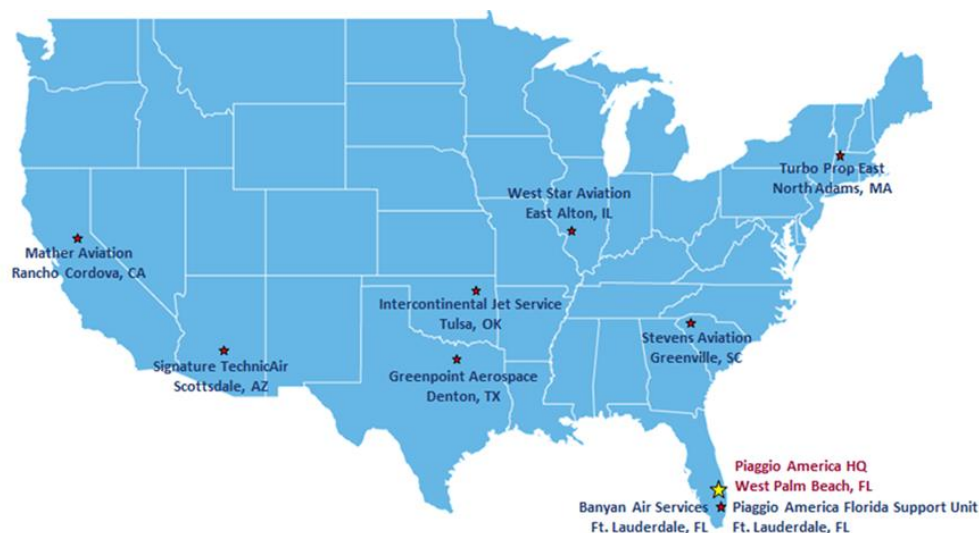 Turbo Prop East
North Adams, MA
West Star Aviation
East Alton, IL
Mather Aviation
Rancho Cordova, CA
Intercontinental Jet Service
Tulsa, OK
Stevens Aviation
Greenville, SC
Signature TechnicAir
Scottsdale, AZ
Greenpoint Aerospace
Denton, TX
Piaggio America HQ
West Palm Beach, FL
Banyan Air Services
Ft. Lauderdale, FL
Piaggio America Florida Support Unit
Ft. Lauderdale, FL